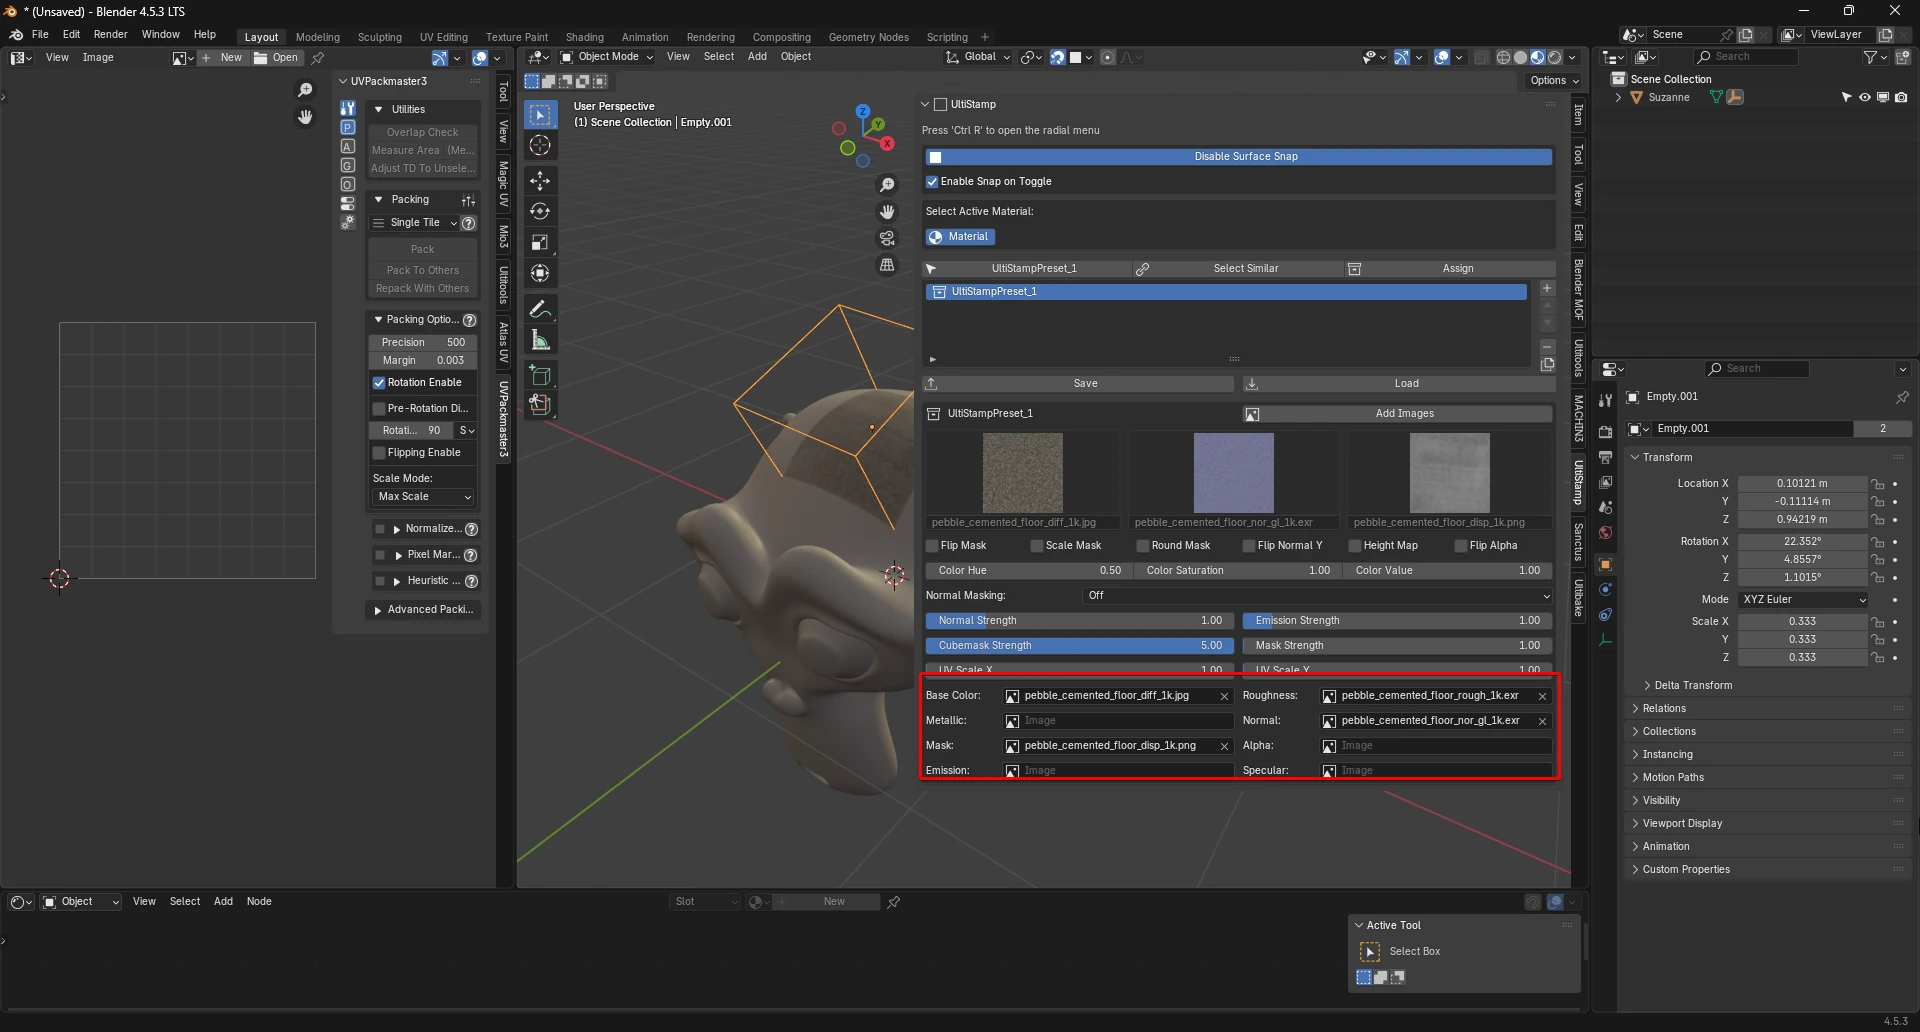 * (Unsaved) - Blender 4.5.3 LTS
File Edit Render Window Help
Layout Modeling Sculpting UV Editing Texture Paint Shading Animation Rendering Compositing Geometry Nodes Scripting +
Scene
ViewLayer
View Image
New
Open
Object Mode
View Select Add Object
Global
Search
Options
UVPackmaster3
P
A
G
O
Utilities
Overlap Check
Measure Area (Me...
Adjust TD To Unsele...
Packing
Single Tile
Pack
Pack To Others
Repack With Others
Packing Optio...
Precision 500
Margin 0.003
Rotation Enable
Pre-Rotation Di...
Rotati... 90 S
Flipping Enable
Scale Mode:
Max Scale
Normalize...
Pixel Mar...
Heuristic ...
Advanced Packi...
Tool
View
Magic UV
Mio3
Ultitools
Atlas UV
UVPackmaster3
User Perspective
(1) Scene Collection | Empty.001
Z
Y
X
UltiStamp
Press 'Ctrl R' to open the radial menu
Disable Surface Snap
Enable Snap on Toggle
Select Active Material:
Material
UltiStampPreset_1 Select Similar Assign
UltiStampPreset_1
Save Load
UltiStampPreset_1 Add Images
pebble_cemented_floor_diff_1k.jpg pebble_cemented_floor_nor_gl_1k.exr pebble_cemented_floor_disp_1k.png
Flip Mask Scale Mask Round Mask Flip Normal Y Height Map Flip Alpha
Color Hue 0.50 Color Saturation 1.00 Color Value 1.00
Normal Masking: Off
Normal Strength 1.00 Emission Strength 1.00
Cubemask Strength 5.00 Mask Strength 1.00
UV Scale X 1.00 UV Scale Y 1.00
Base Color: pebble_cemented_floor_diff_1k.jpg Roughness: pebble_cemented_floor_rough_1k.exr
Metallic: Image Normal: pebble_cemented_floor_nor_gl_1k.exr
Mask: pebble_cemented_floor_disp_1k.png Alpha: Image
Emission: Image Specular: Image
Item
Tool
View
Edit
Blender MOF
Ultitools
MACHIN3
UltiStamp
Sanctus
Ultibake
Scene Collection
Suzanne
Search
Empty.001
Empty.001 2
Transform
Location X 0.10121 m
Y -0.11114 m
Z 0.94219 m
Rotation X 22.352°
Y 4.8557°
Z 1.1015°
Mode XYZ Euler
Scale X 0.333
Y 0.333
Z 0.333
Delta Transform
Relations
Collections
Instancing
Motion Paths
Visibility
Viewport Display
Animation
Custom Properties
Object View Select Add Node
Slot New
Active Tool
Select Box
4.5.3